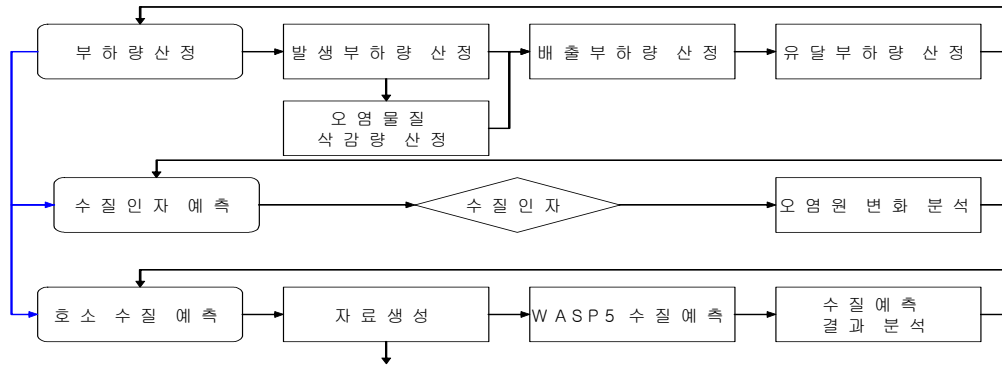 부하량산정
발생부하량 산정
배출부하량 산정
유달부하량 산정
오염물질
삭감량 산정
수질인자 예측
수질인자
오염원 변화 분석
호소 수질 예측
자료생성
WASP5 수질예측
수질예측
결과 분석